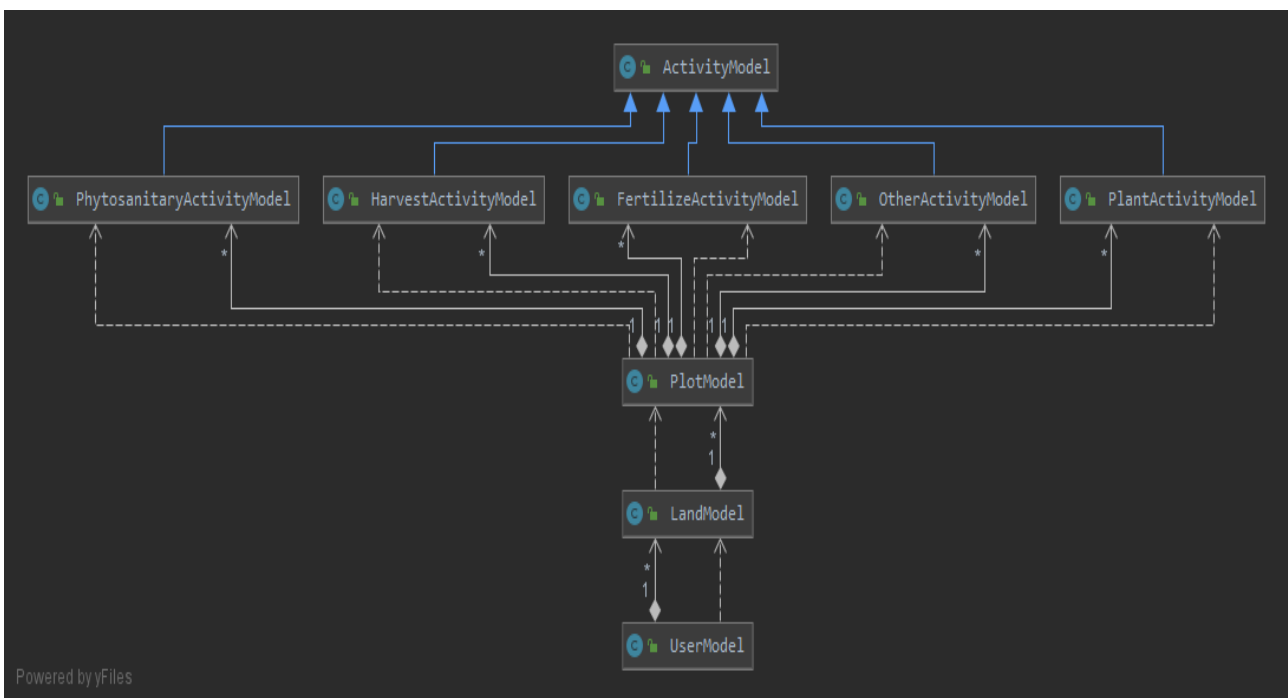 ActivityModel
PhytosanitaryActivityModel
HarvestActivityModel
FertilizeActivityModel
OtherActivityModel
PlantActivityModel
* * * * *
1 1 1 1 1
PlotModel
*
1
LandModel
*
1
UserModel
Powered by yFiles